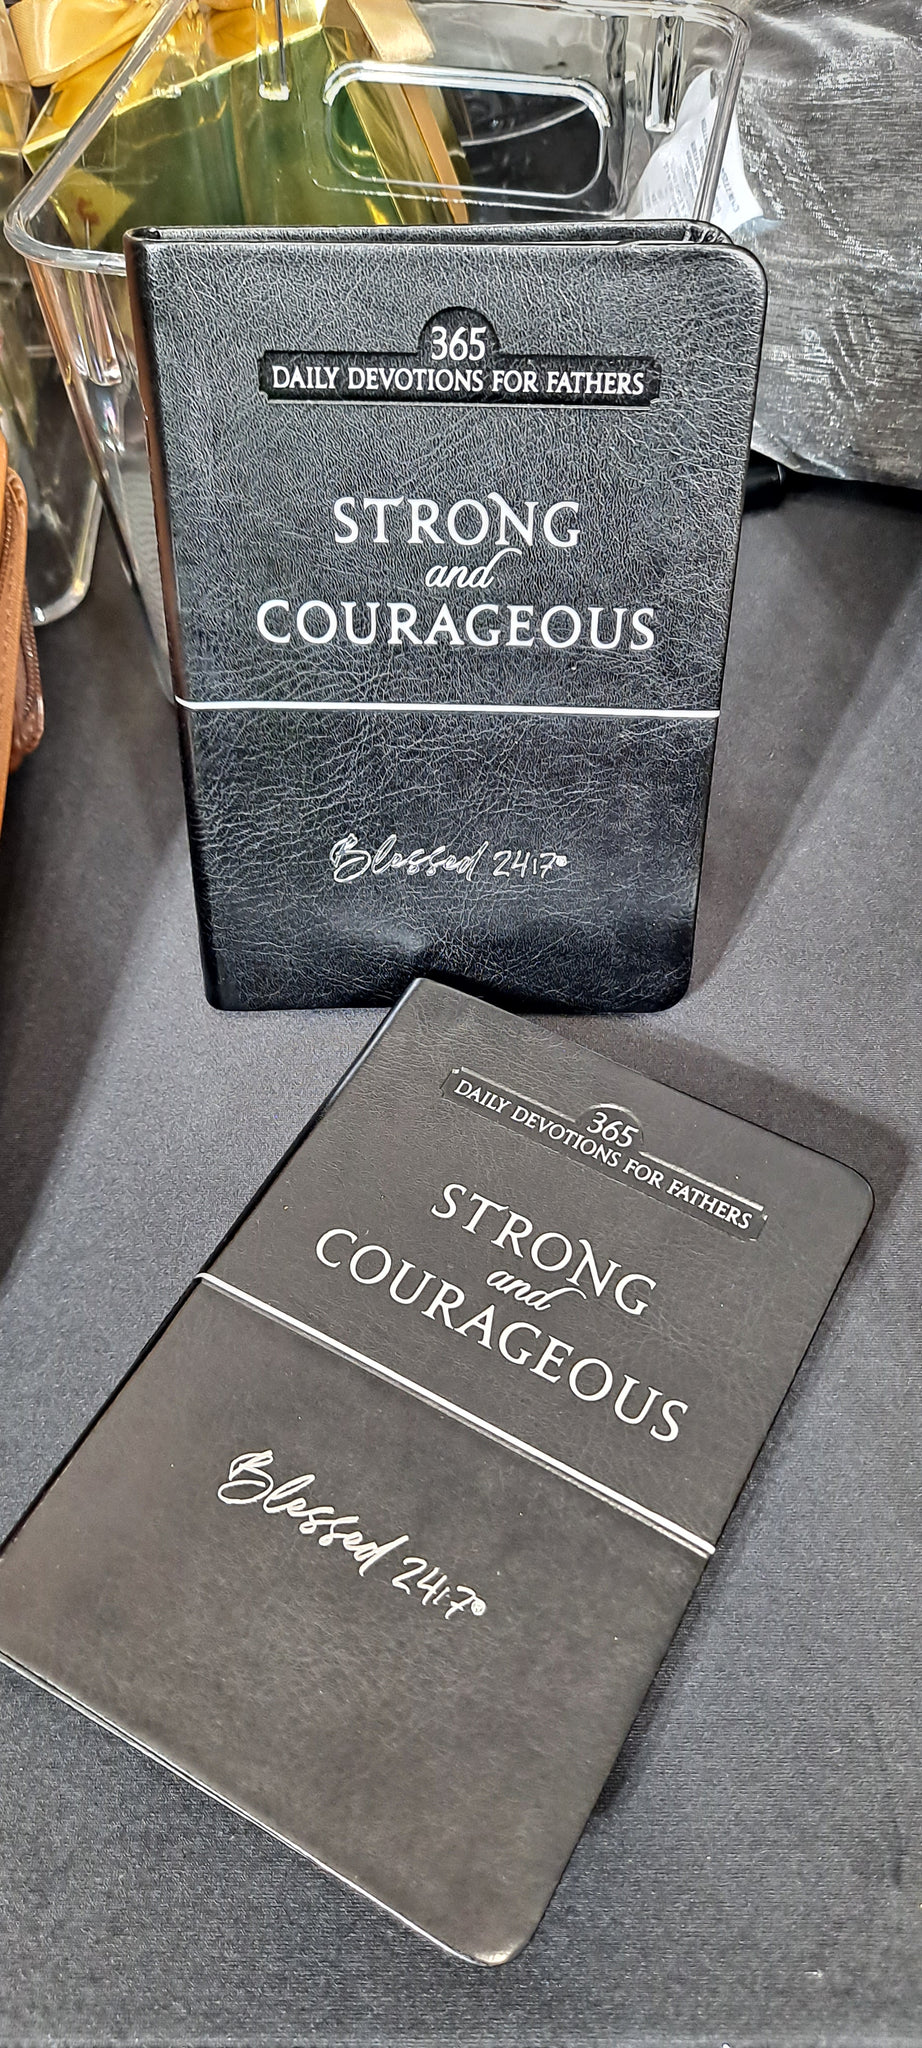 365
DAILY DEVOTIONS FOR FATHERS
STRONG
and
COURAGEOUS
Blessed 24:7®
365
DAILY DEVOTIONS FOR FATHERS
STRONG
and
COURAGEOUS
Blessed 24:7®